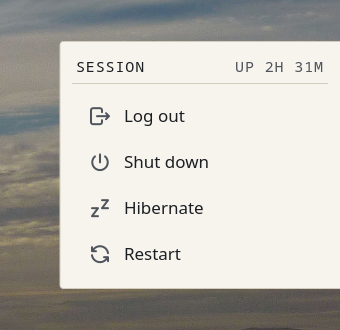 SESSION UP 2H 31M
Log out
Shut down
Hibernate
Restart